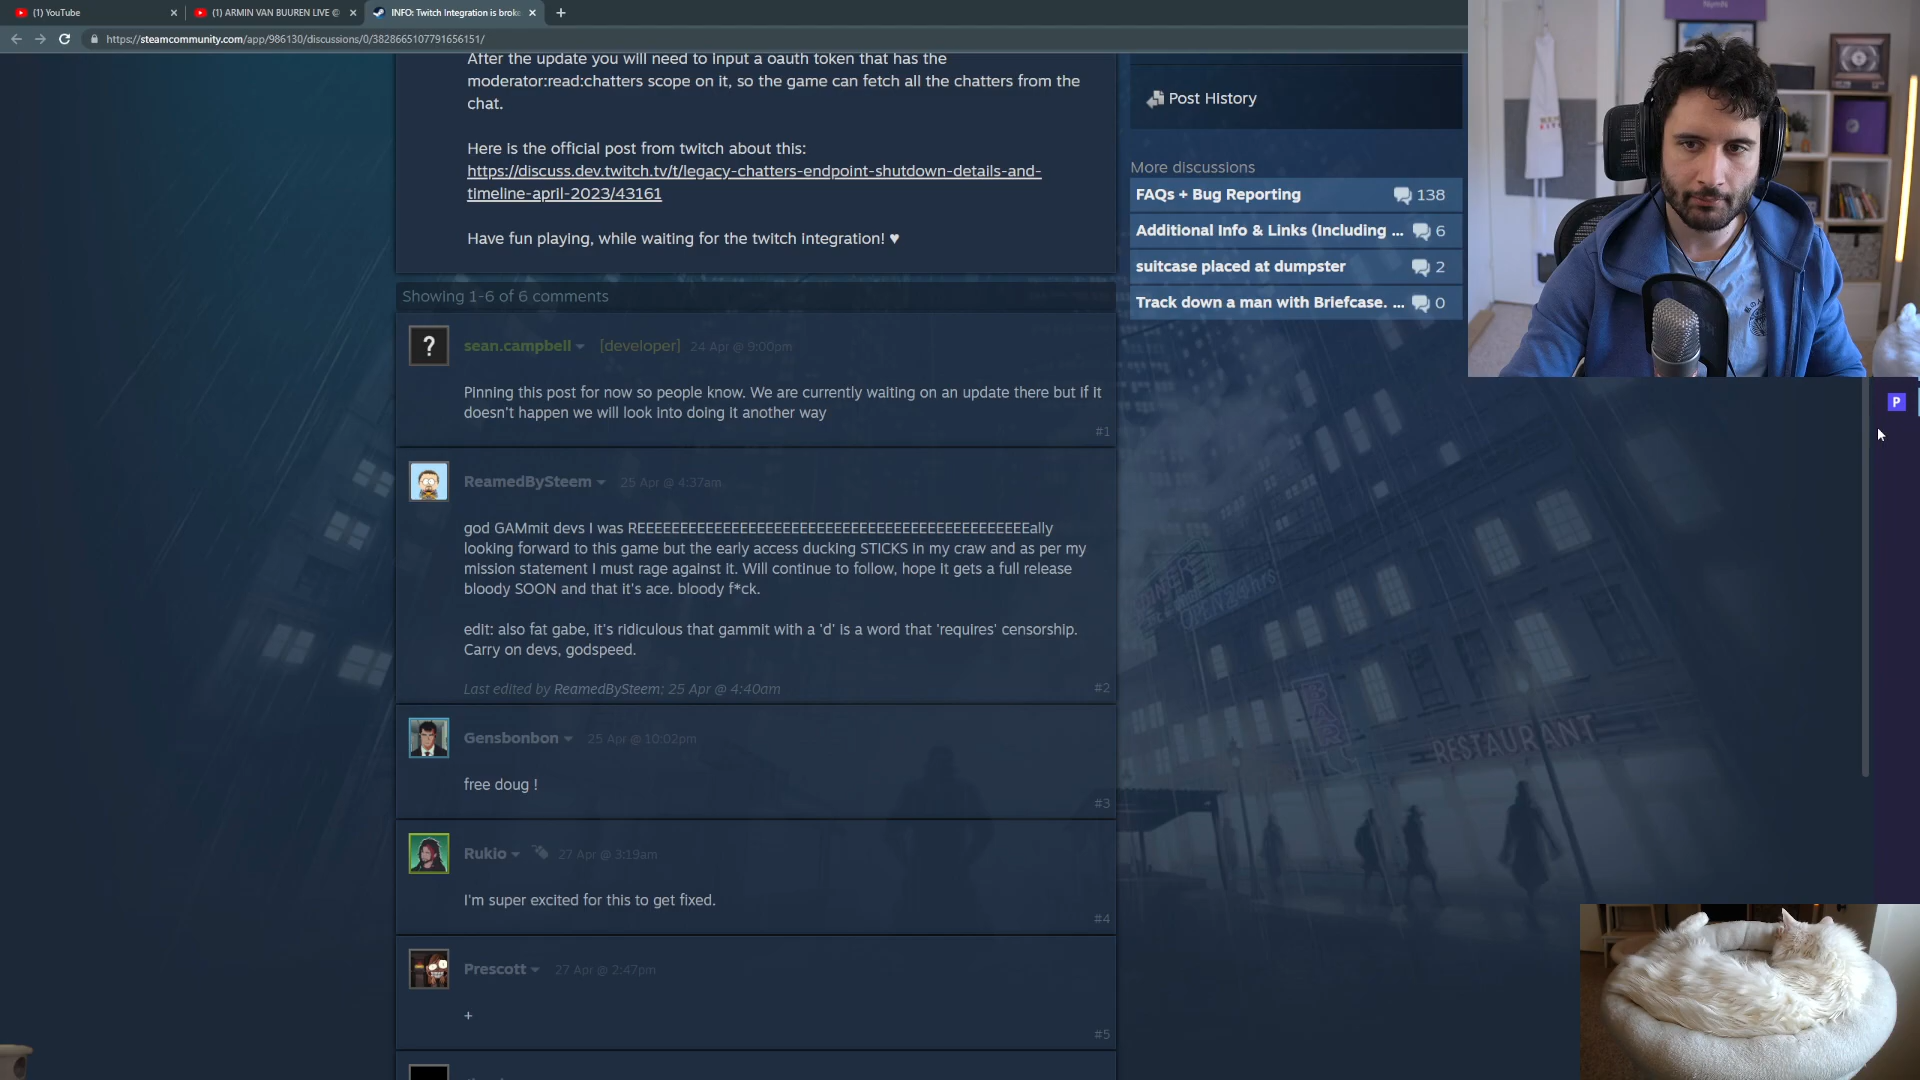 (1) YouTube
(1) ARMIN VAN BUUREN LIVE @
INFO: Twitch Integration is broke
https://steamcommunity.com/app/986130/discussions/0/3828665107791656151/
After the update you will need to input a oauth token that has the
moderator:read:chatters scope on it, so the game can fetch all the chatters from the
chat.
Here is the official post from twitch about this:
https://discuss.dev.twitch.tv/t/legacy-chatters-endpoint-shutdown-details-and-
timeline-april-2023/43161
Have fun playing, while waiting for the twitch integration! ♥
Showing 1-6 of 6 comments
sean.campbell [developer] 24 Apr @ 9:00pm
Pinning this post for now so people know. We are currently waiting on an update there but if it
doesn't happen we will look into doing it another way
#1
ReamedBySteem 25 Apr @ 4:37am
god GAMmit devs I was REEEEEEEEEEEEEEEEEEEEEEEEEEEEEEEEEEEEEEEEEEEEEEEally
looking forward to this game but the early access ducking STICKS in my craw and as per my
mission statement I must rage against it. Will continue to follow, hope it gets a full release
bloody SOON and that it's ace. bloody f*ck.
edit: also fat gabe, it's ridiculous that gammit with a 'd' is a word that 'requires' censorship.
Carry on devs, godspeed.
Last edited by ReamedBySteem; 25 Apr @ 4:40am
#2
Gensbonbon 25 Apr @ 10:02pm
free doug !
#3
Rukio 27 Apr @ 3:19am
I'm super excited for this to get fixed.
#4
Prescott 27 Apr @ 2:47pm
+
#5
Post History
More discussions
FAQs + Bug Reporting 138
Additional Info & Links (Including ... 6
suitcase placed at dumpster 2
Track down a man with Briefcase. ... 0
NymN
P
DINER
OPEN 24hrs
BAR
RESTAURANT